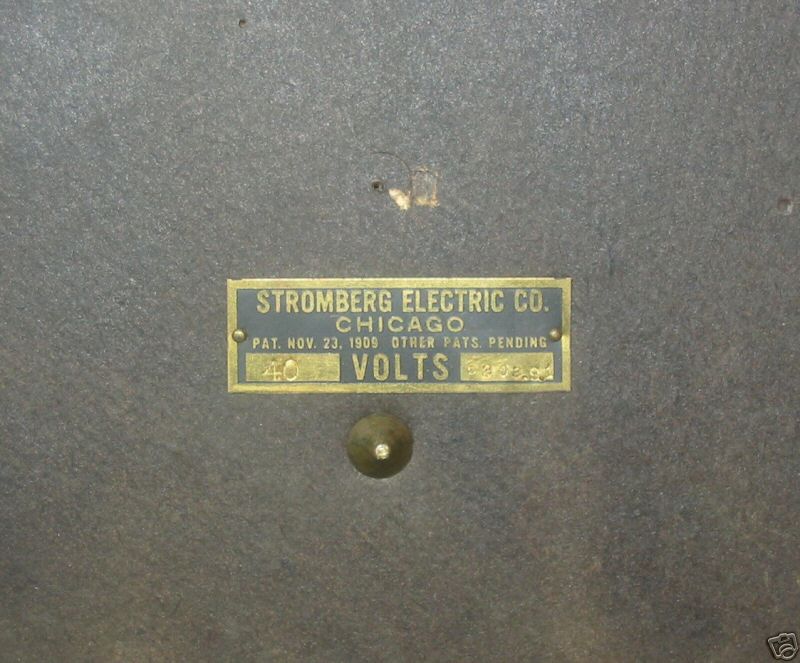 STROMBERG ELECTRIC CO.
CHICAGO
PAT. NOV. 23, 1909 OTHER PATS. PENDING
40 VOLTS